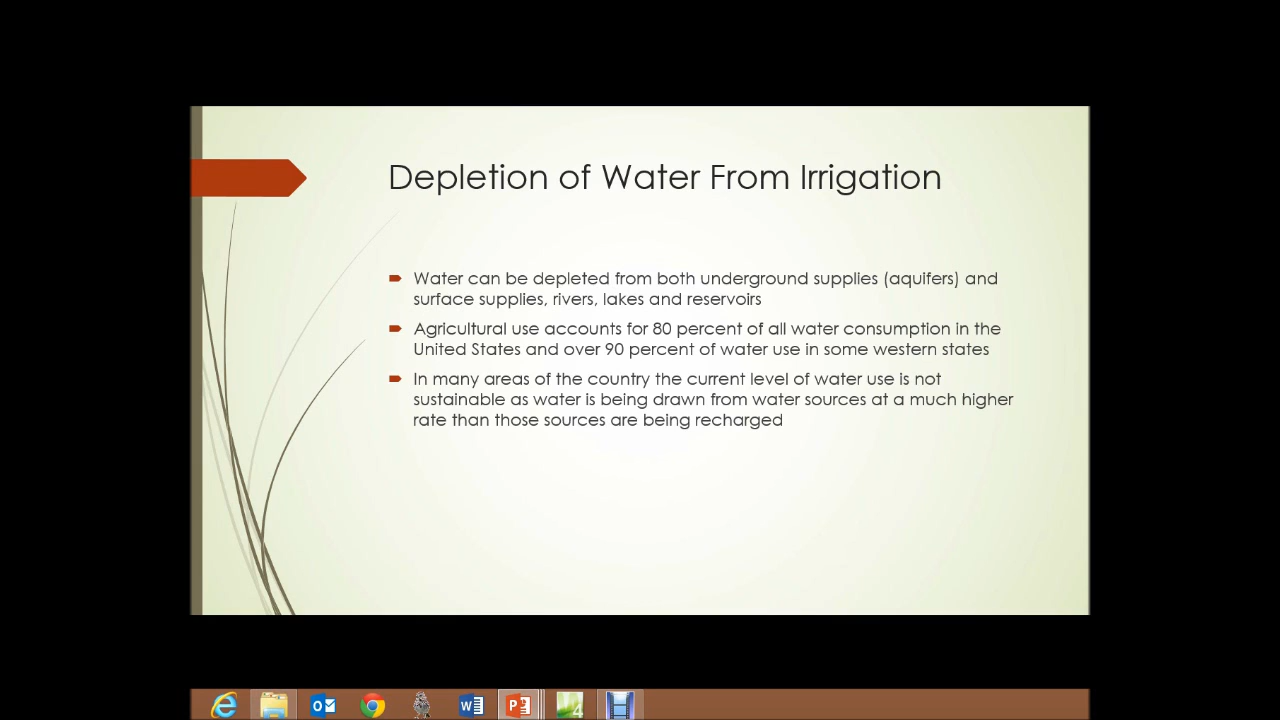 Depletion of Water From Irrigation
Water can be depleted from both underground supplies (aquifers) and
surface supplies, rivers, lakes and reservoirs
Agricultural use accounts for 80 percent of all water consumption in the
United States and over 90 percent of water use in some western states
In many areas of the country the current level of water use is not
sustainable as water is being drawn from water sources at a much higher
rate than those sources are being recharged